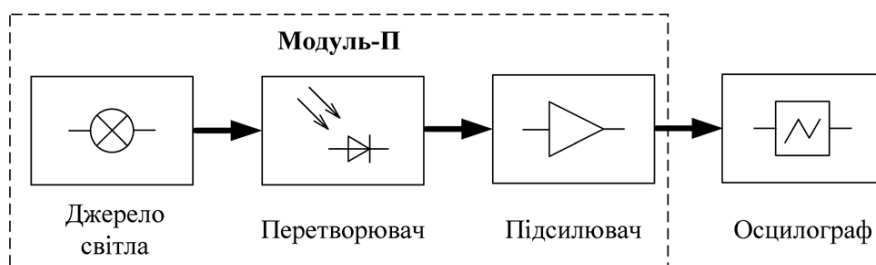 Модуль-П
Джерело
світла
Перетворювач
Підсилювач
Осцилограф